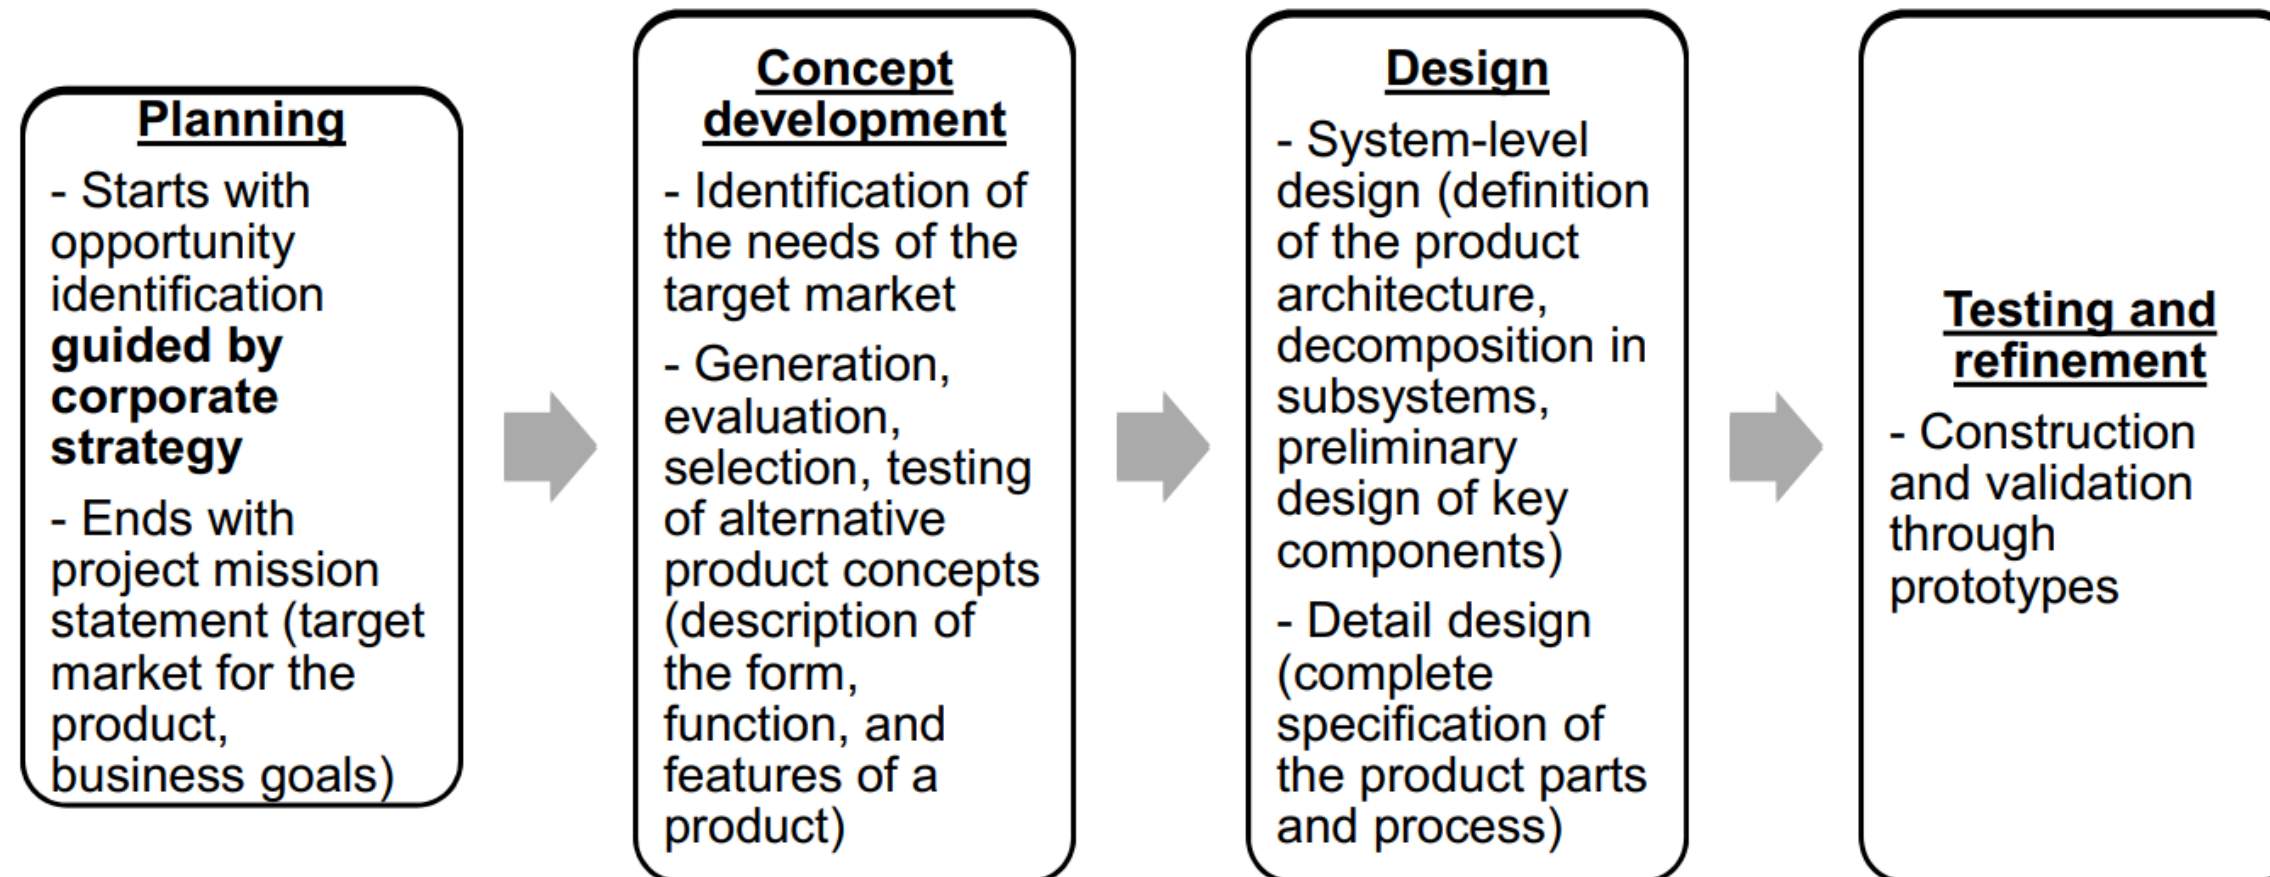 Planning
- Starts with
opportunity
identification
guided by
corporate
strategy
- Ends with
project mission
statement (target
market for the
product,
business goals)
Concept
development
- Identification of
the needs of the
target market
- Generation,
evaluation,
selection, testing
of alternative
product concepts
(description of
the form,
function, and
features of a
product)
Design
- System-level
design (definition
of the product
architecture,
decomposition in
subsystems,
preliminary
design of key
components)
- Detail design
(complete
specification of
the product parts
and process)
Testing and
refinement
- Construction
and validation
through
prototypes